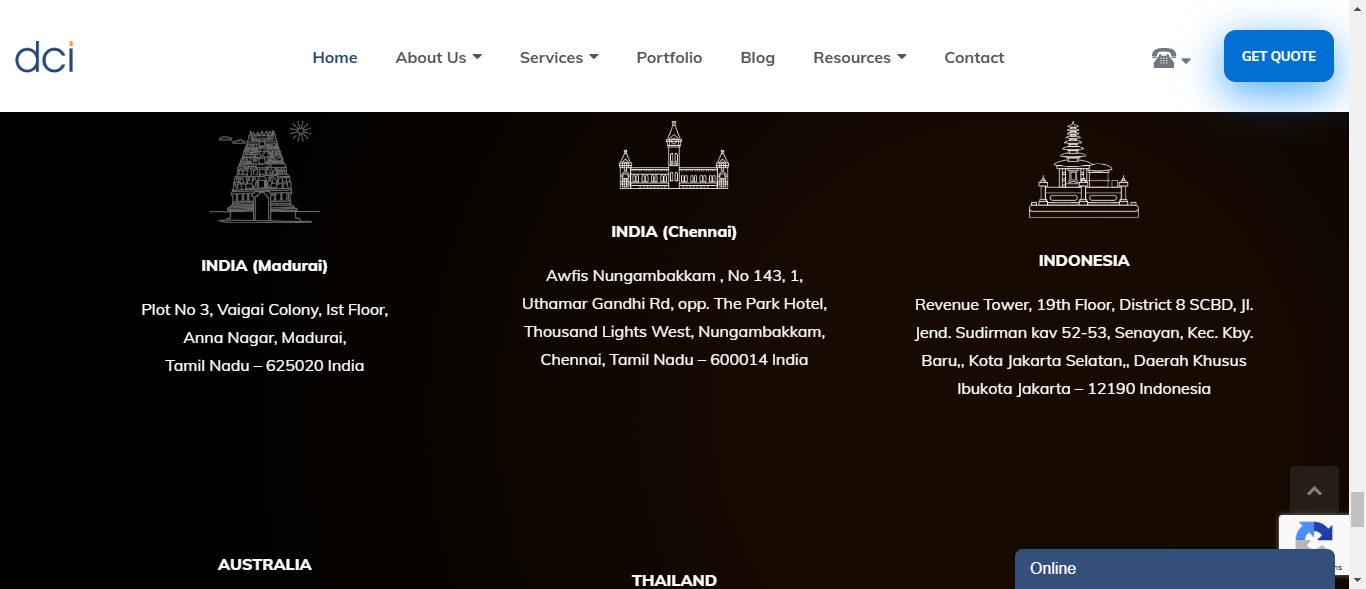 dci
Home
About Us
Services
Portfolio
Blog
Resources
Contact
GET QUOTE
INDIA (Madurai)
Plot No 3, Vaigai Colony, Ist Floor,
Anna Nagar, Madurai,
Tamil Nadu – 625020 India
INDIA (Chennai)
Awfis Nungambakkam , No 143, 1,
Uthamar Gandhi Rd, opp. The Park Hotel,
Thousand Lights West, Nungambakkam,
Chennai, Tamil Nadu – 600014 India
INDONESIA
Revenue Tower, 19th Floor, District 8 SCBD, Jl.
Jend. Sudirman kav 52-53, Senayan, Kec. Kby.
Baru,, Kota Jakarta Selatan,, Daerah Khusus
Ibukota Jakarta – 12190 Indonesia
AUSTRALIA
THAILAND
Online